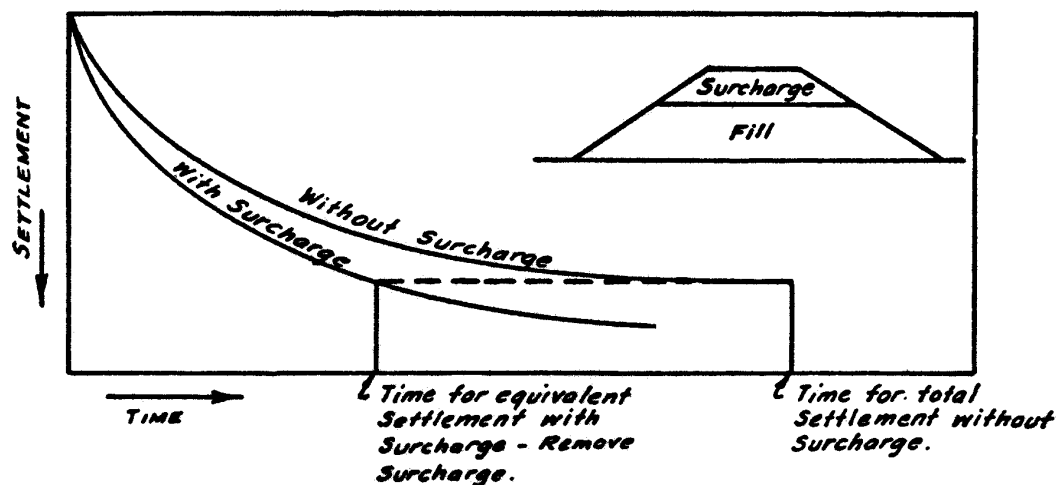 Surcharge
Fill
SETTLEMENT
With Surcharge
Without Surcharge
TIME
t Time for equivalent
Settlement with
Surcharge - Remove
Surcharge.
t Time for total
Settlement without
Surcharge.